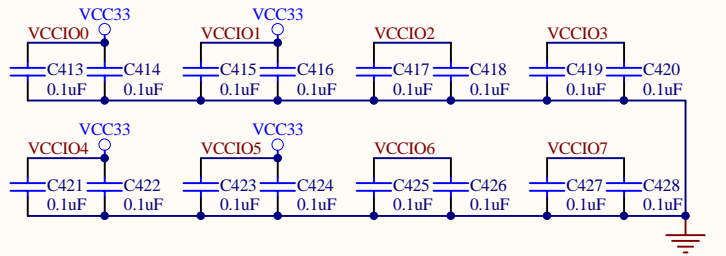 VCC33 VCC33
VCCIO0 VCCIO1 VCCIO2 VCCIO3
C413 C414 C415 C416 C417 C418 C419 C420
0.1uF 0.1uF 0.1uF 0.1uF 0.1uF 0.1uF 0.1uF 0.1uF
VCC33 VCC33
VCCIO4 VCCIO5 VCCIO6 VCCIO7
C421 C422 C423 C424 C425 C426 C427 C428
0.1uF 0.1uF 0.1uF 0.1uF 0.1uF 0.1uF 0.1uF 0.1uF